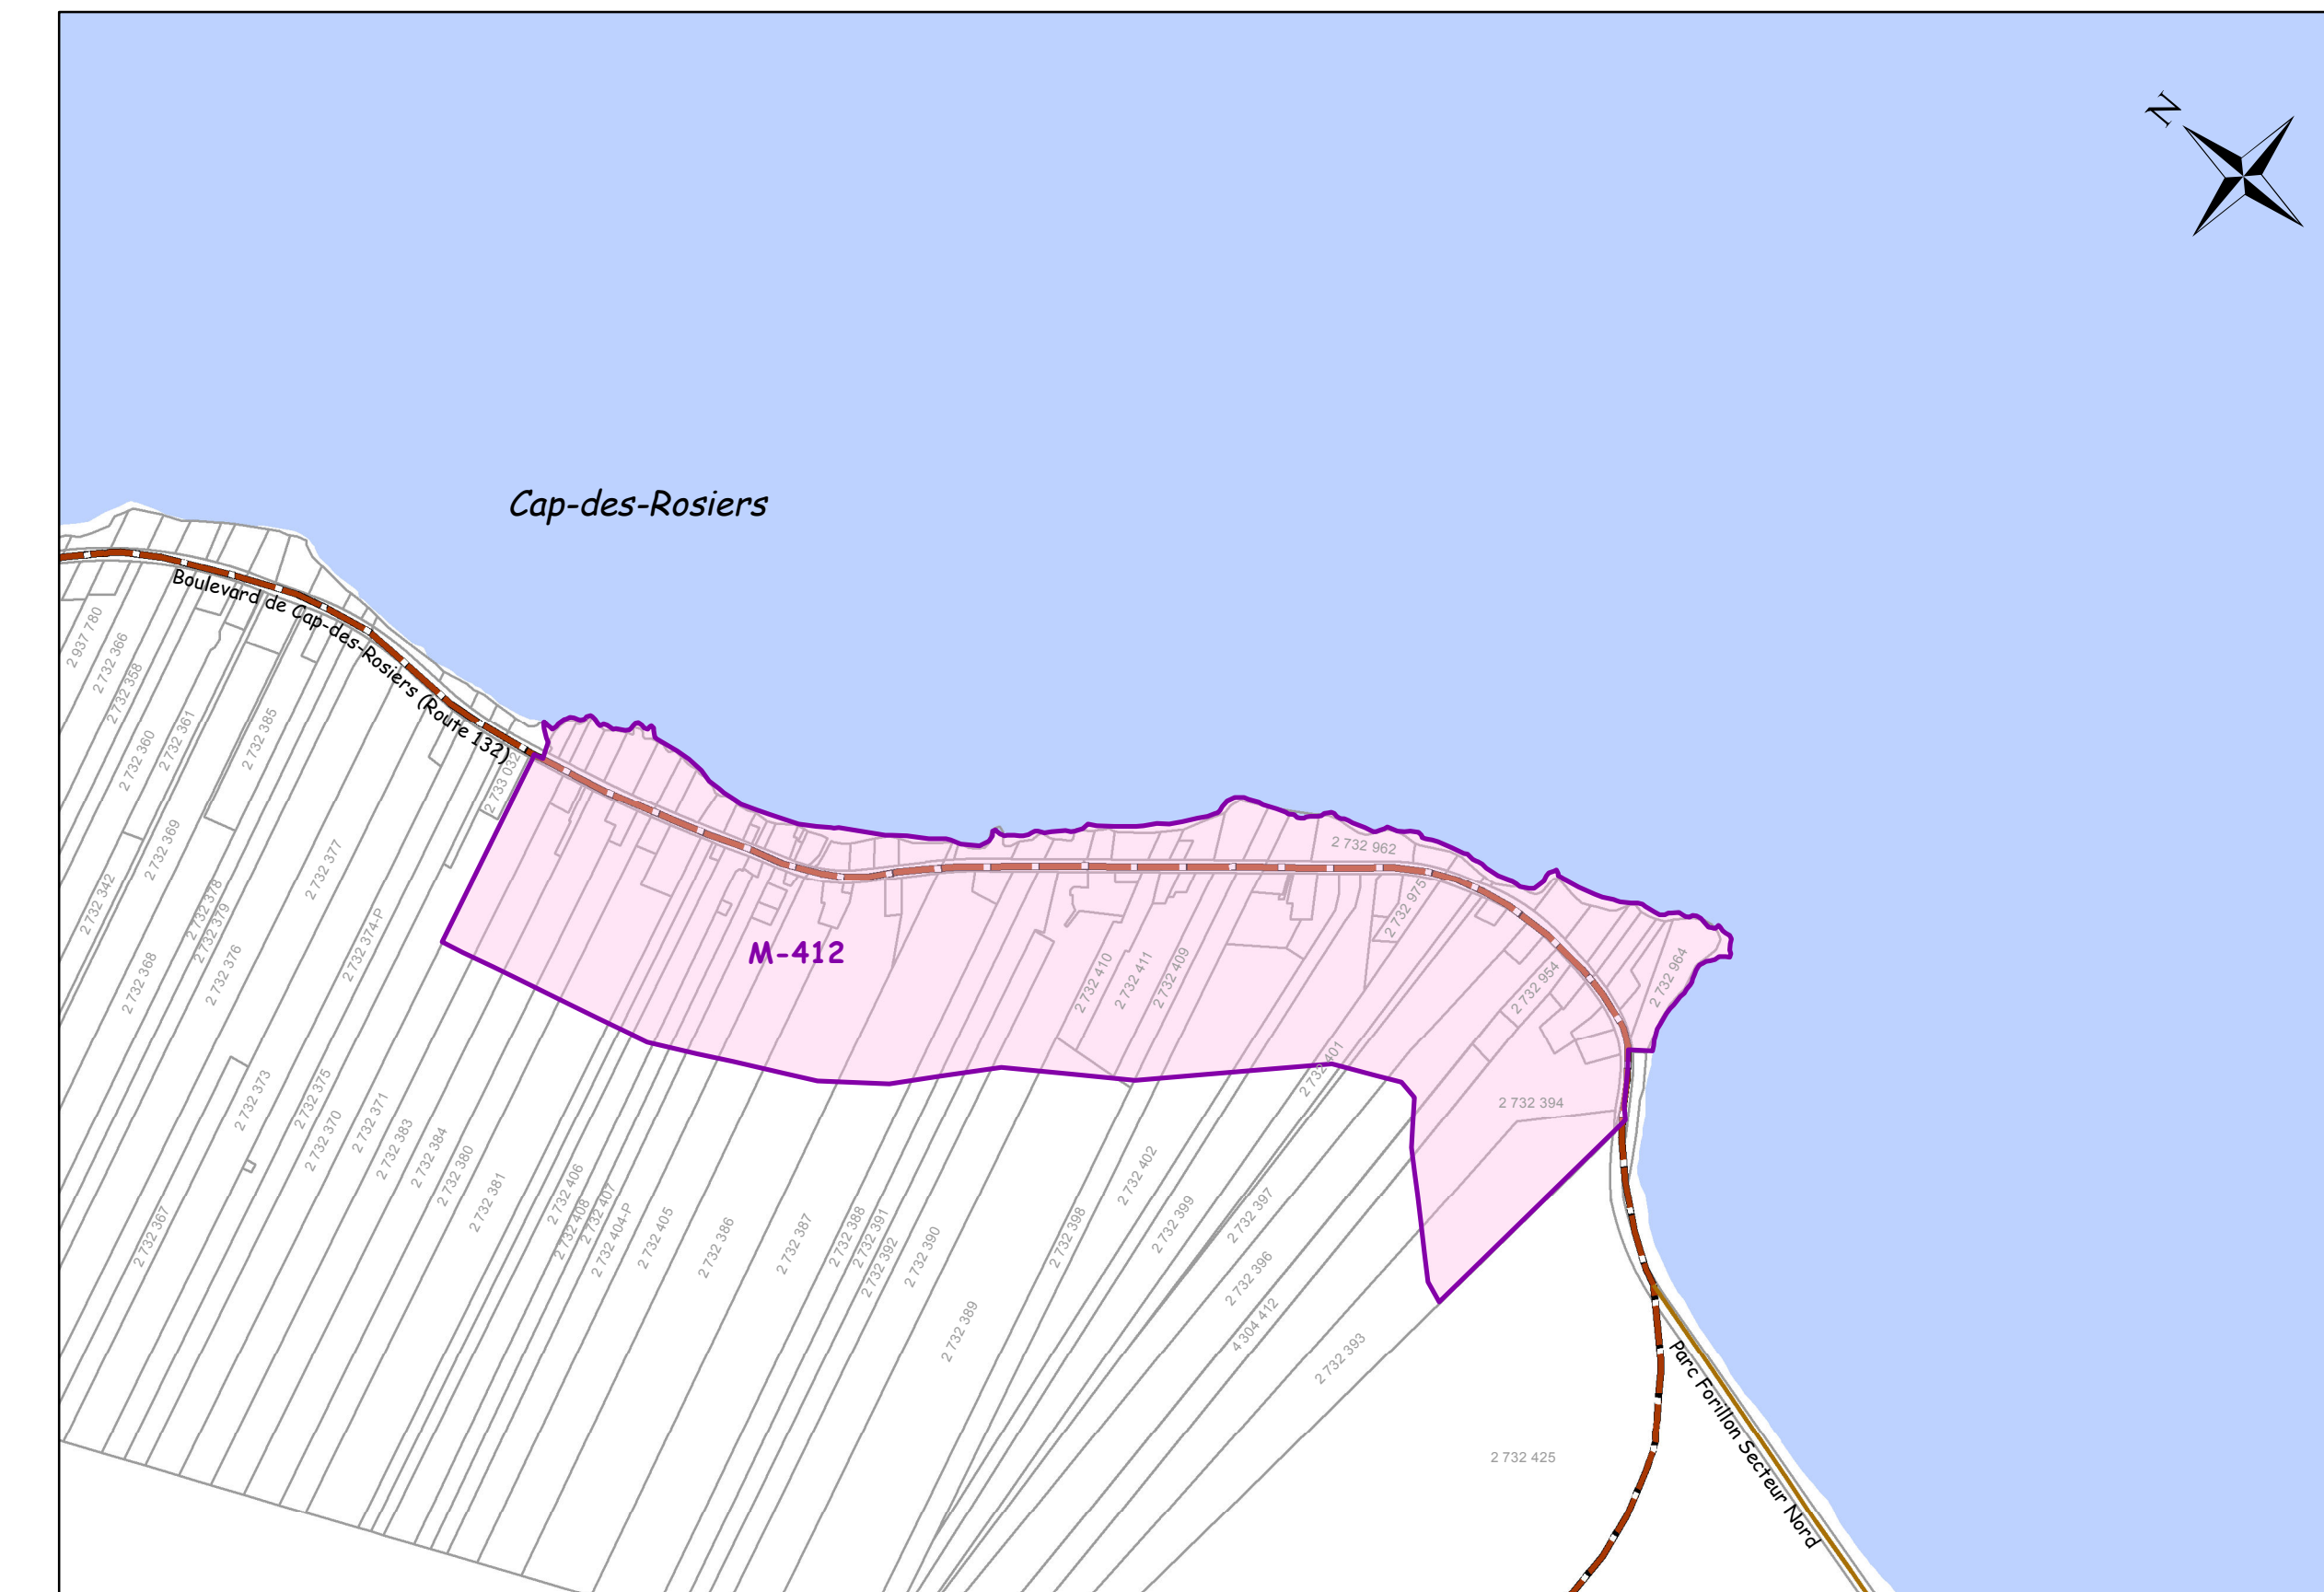 N
Cap-des-Rosiers
Boulevard de Cap-des-Rosiers (Route 132)
2 937 780
2 732 366
2 732 358
2 732 360
2 732 361
2 732 385
2 733 032
2 732 962
2 732 369
2 732 377
2 732 342
2 732 378
2 732 379
2 732 374-P
2 732 975
M-412
2 732 368
2 732 376
2 732 410
2 732 411
2 732 409
2 732 954
2 732 964
2 732 401
2 732 373
2 732 375
2 732 370
2 732 371
2 732 383
2 732 384
2 732 380
2 732 394
2 732 367
2 732 381
2 732 406
2 732 408
2 732 407
2 732 404-P
2 732 405
2 732 386
2 732 387
2 732 388
2 732 391
2 732 392
2 732 390
2 732 389
2 732 398
2 732 402
2 732 399
2 732 397
2 732 396
4 304 412
2 732 393
2 732 425
Parc Forillon Secteur Nord